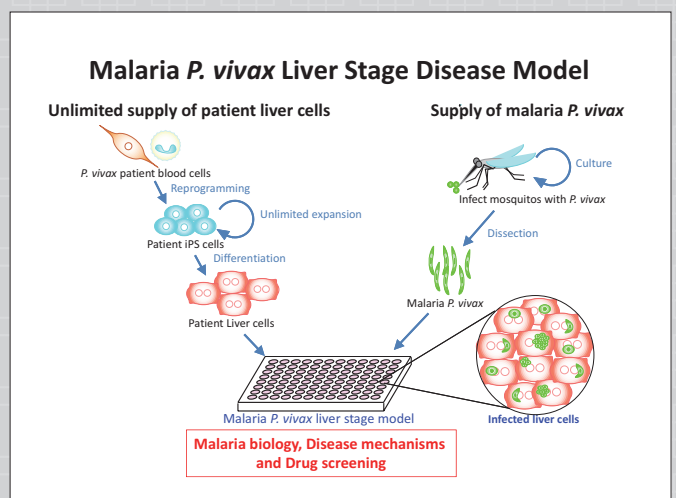 Malaria P. vivax Liver Stage Disease Model
Unlimited supply of patient liver cells
P. vivax patient blood cells
Reprogramming
Unlimited expansion
Patient iPS cells
Differentiation
Patient Liver cells
Supply of malaria P. vivax
Culture
Infect mosquitos with P. vivax
Dissection
Malaria P. vivax
Malaria P. vivax liver stage model
Infected liver cells
Malaria biology, Disease mechanisms
and Drug screening